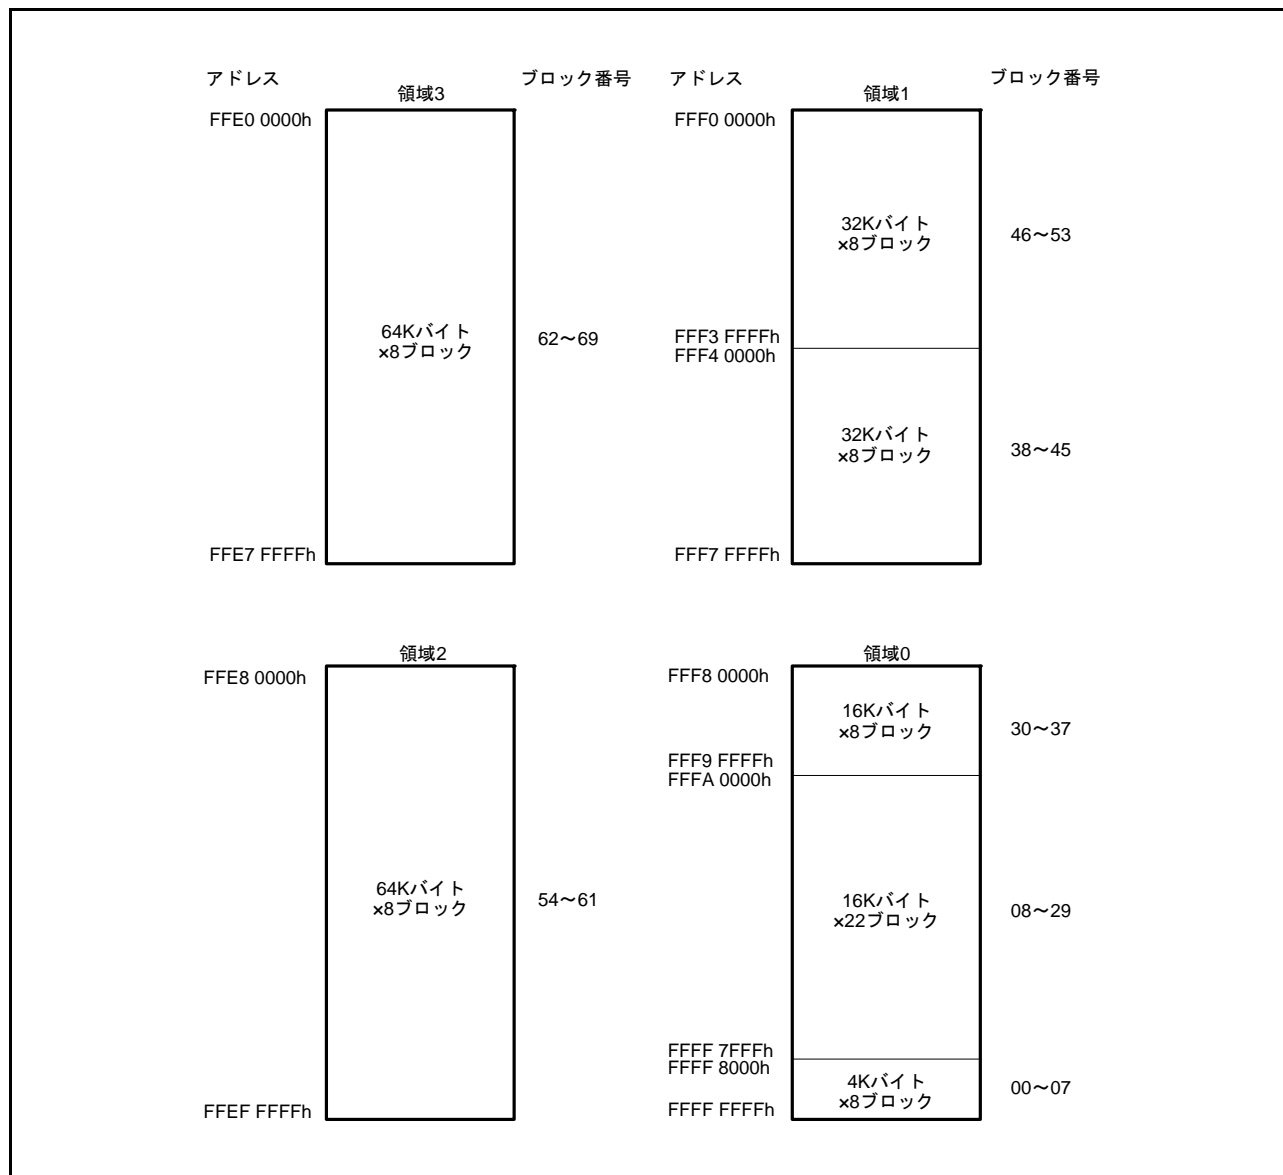 アドレス
ブロック番号
領域3
FFE0 0000h
64Kバイト
×8ブロック
62～69
FFE7 FFFFh
領域2
FFE8 0000h
64Kバイト
×8ブロック
54～61
FFEF FFFFh
アドレス
ブロック番号
領域1
FFF0 0000h
32Kバイト
×8ブロック
46～53
FFF3 FFFFh
FFF4 0000h
32Kバイト
×8ブロック
38～45
FFF7 FFFFh
領域0
FFF8 0000h
16Kバイト
×8ブロック
30～37
FFF9 FFFFh
FFFA 0000h
16Kバイト
×22ブロック
08～29
FFFF 7FFFh
FFFF 8000h
4Kバイト
×8ブロック
00～07
FFFF FFFFh